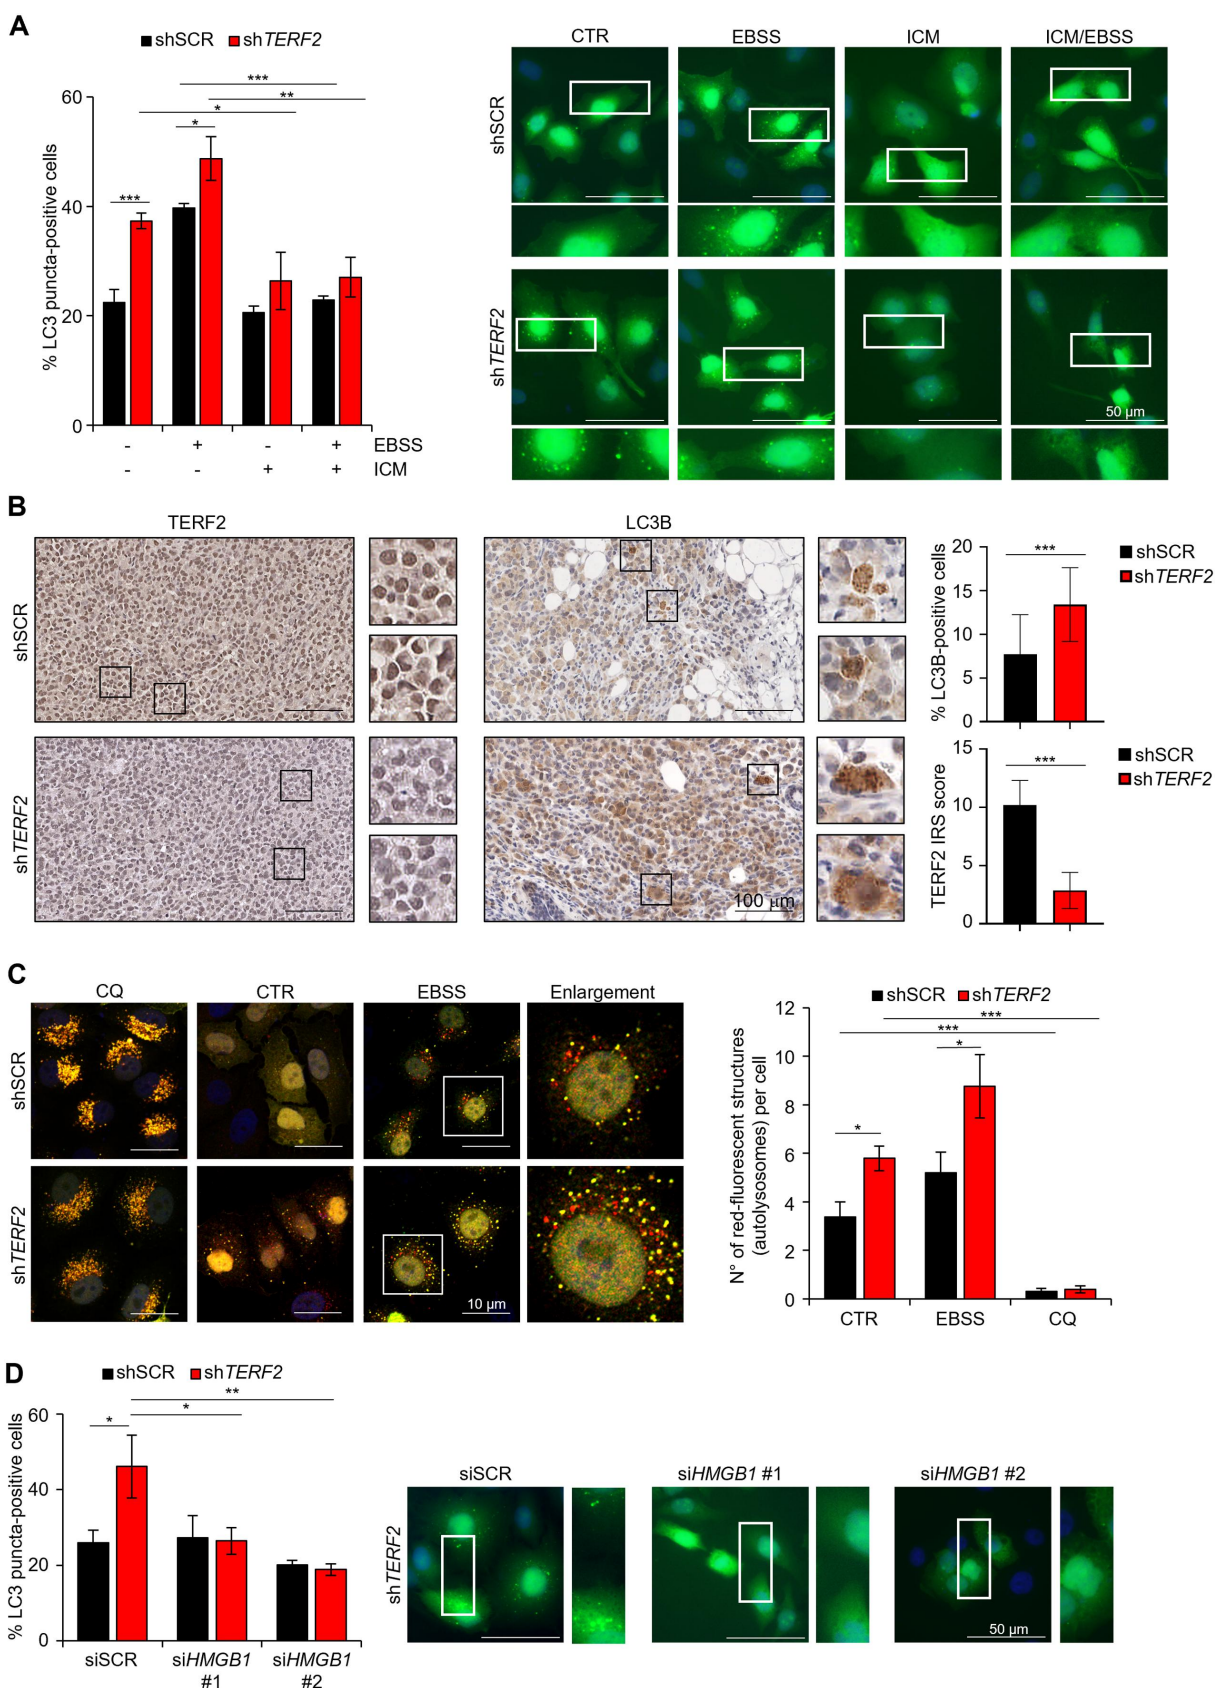 A
shSCR shTERF2
***
**
*
*
***
60
40
20
0
% LC3 puncta-positive cells
- + - + EBSS
- - + + ICM
CTR EBSS ICM ICM/EBSS
shSCR
shTERF2
50 µm
B
TERF2 LC3B
shSCR
shTERF2
100 µm
20
15
10
5
0
% LC3B-positive cells
***
shSCR
shTERF2
15
10
5
0
TERF2 IRS score
***
shSCR
shTERF2
C
CQ CTR EBSS Enlargement
shSCR
shTERF2
10 µm
shSCR shTERF2
12
10
8
6
4
2
0
N° of red-fluorescent structures
(autolysosomes) per cell
***
***
*
*
CTR EBSS CQ
D
shSCR shTERF2
**
*
*
60
40
20
0
% LC3 puncta-positive cells
siSCR siHMGB1 siHMGB1
#1 #2
siSCR siHMGB1 #1 siHMGB1 #2
shTERF2
50 µm